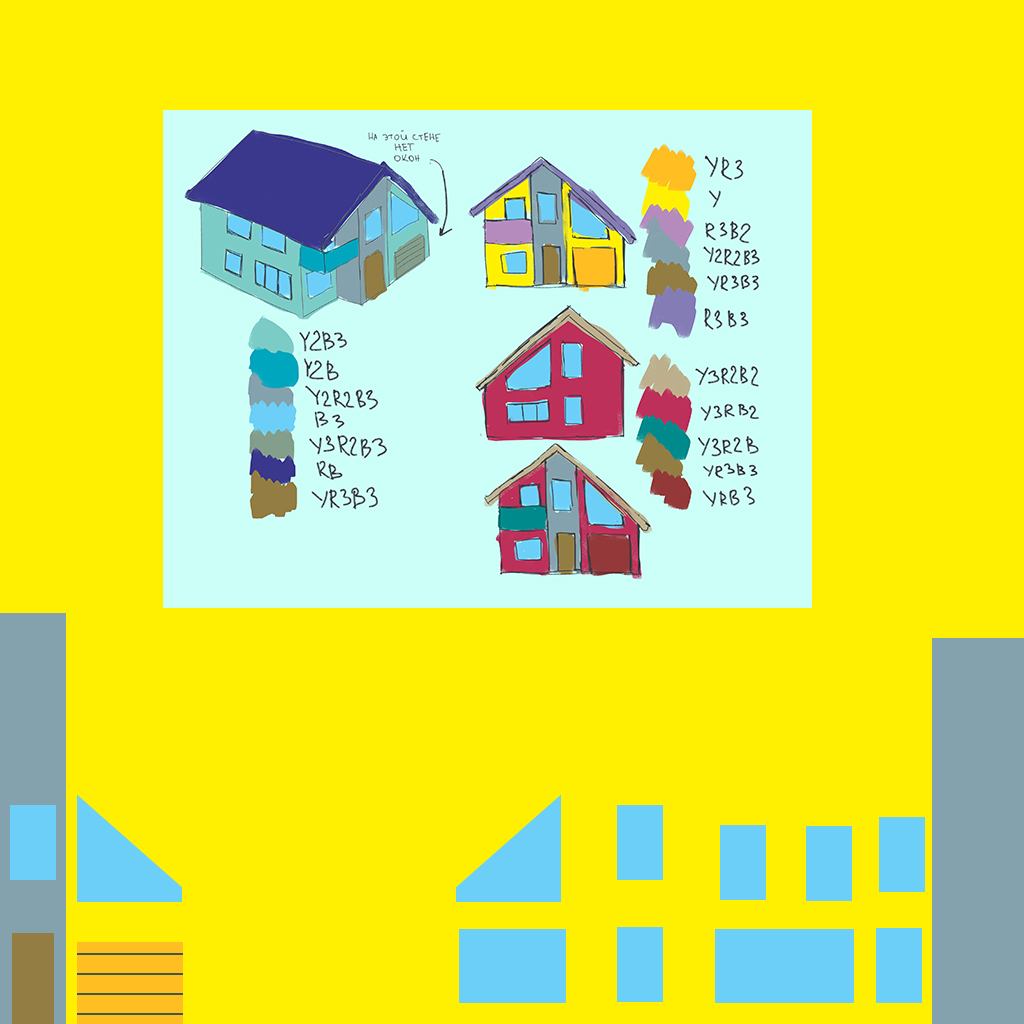 НА ЭТОЙ СТЕНЕ
НЕТ
ОКОН
Y2B3
Y2B
Y2R2B3
B3
Y3R2B3
RB
YR3B3
YR3
Y
R3B2
Y2R2B3
YR3B3
R3B3
Y3R2B2
Y3RB2
Y3R2B
YR3B3
YRB3